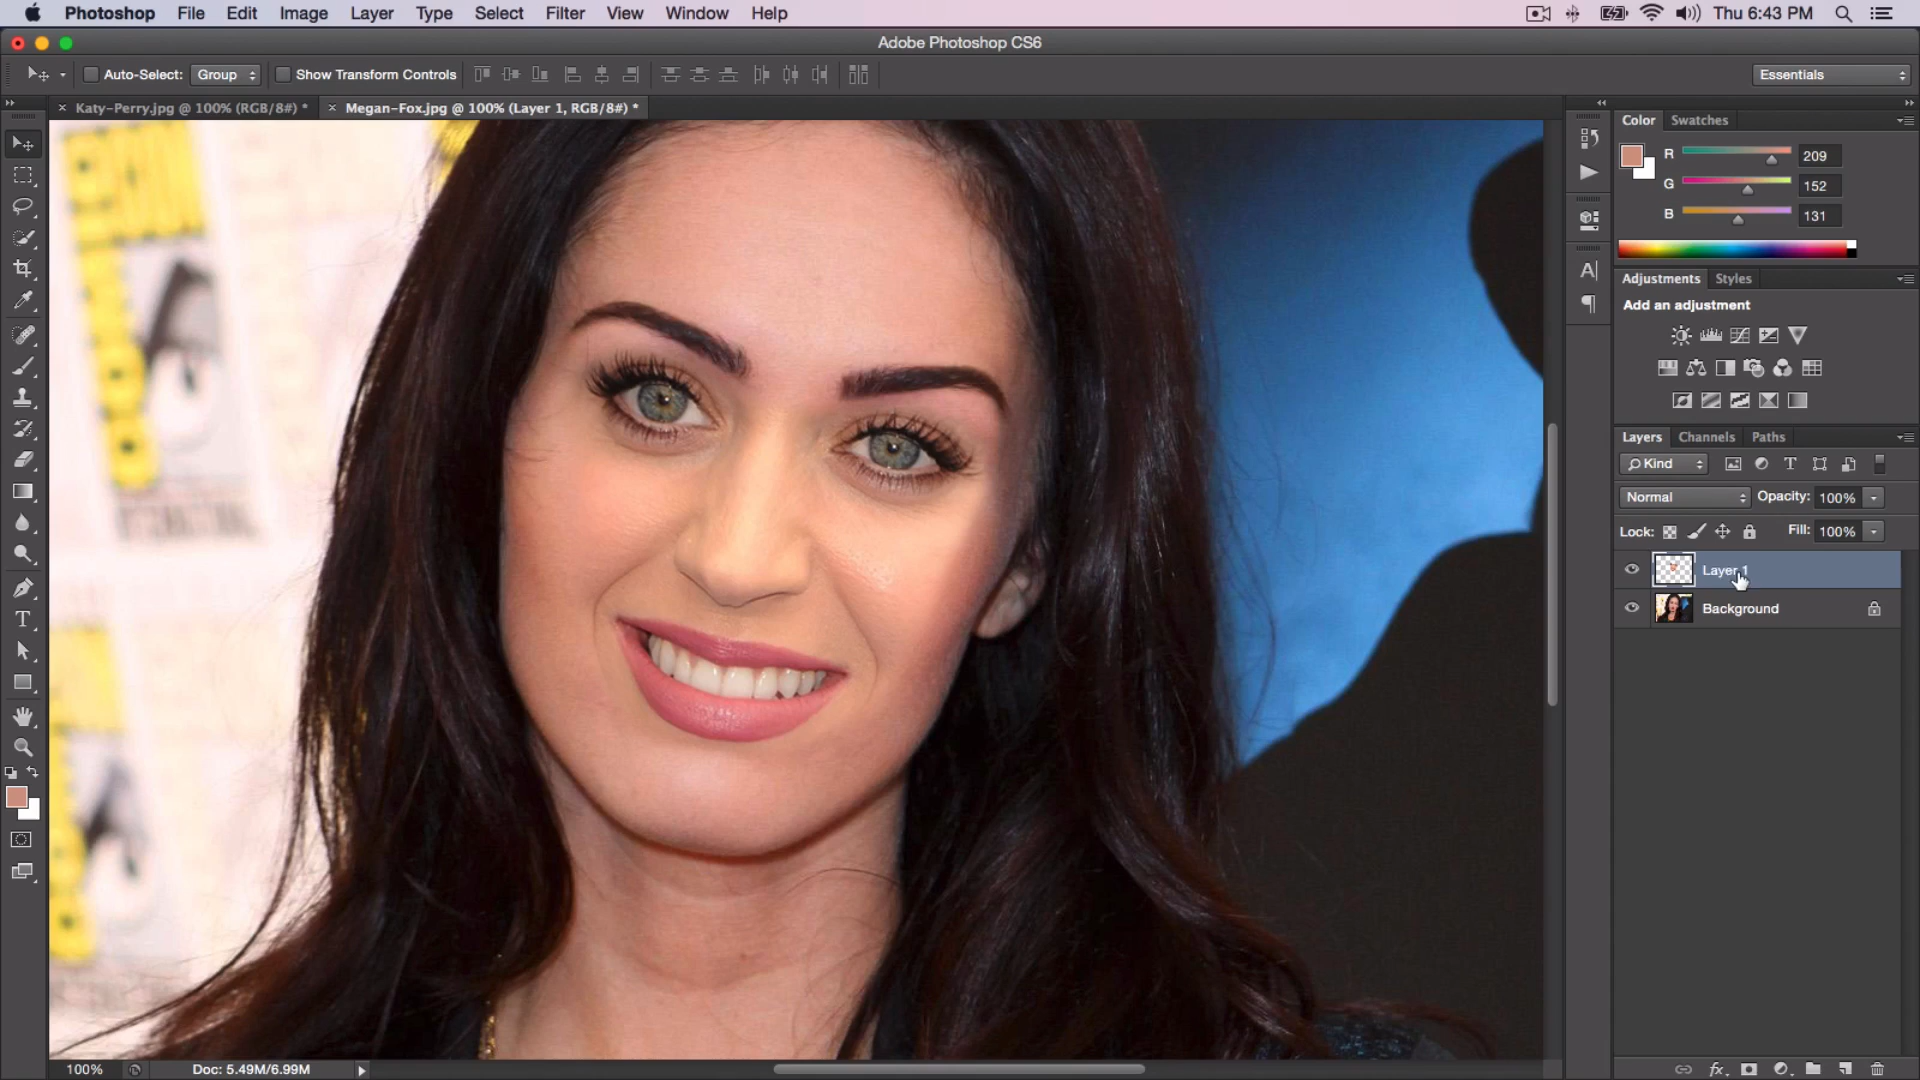 Photoshop File Edit Image Layer Type Select Filter View Window Help Thu 6:43 PM
Adobe Photoshop CS6
Auto-Select: Group Show Transform Controls Essentials
Katy-Perry.jpg @ 100% (RGB/8#) * Megan-Fox.jpg @ 100% (Layer 1, RGB/8#) *
Color Swatches
R 209
G 152
B 131
Adjustments Styles
Add an adjustment
Layers Channels Paths
Kind
Normal Opacity: 100%
Lock: Fill: 100%
Layer 1
Background
100% Doc: 5.49M/6.99M